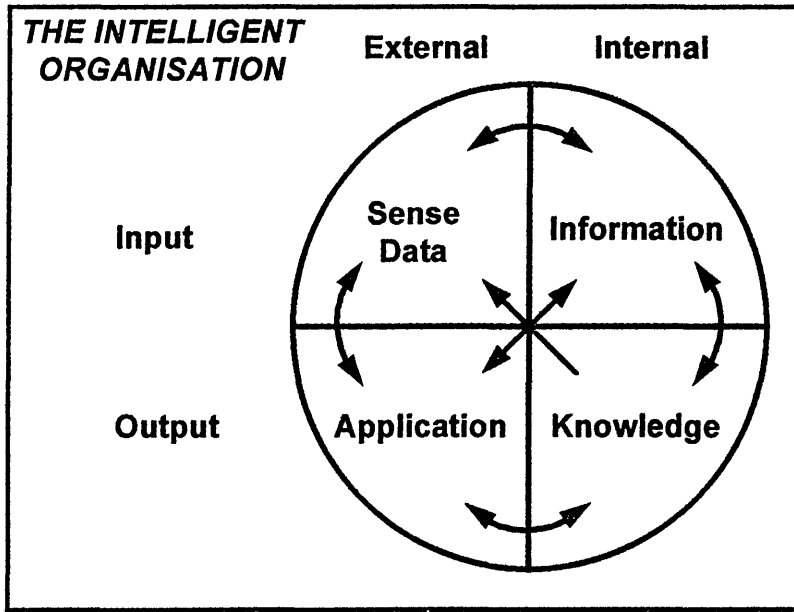 THE INTELLIGENT
ORGANISATION
External Internal
Input
Sense
Data
Information
Output
Application
Knowledge